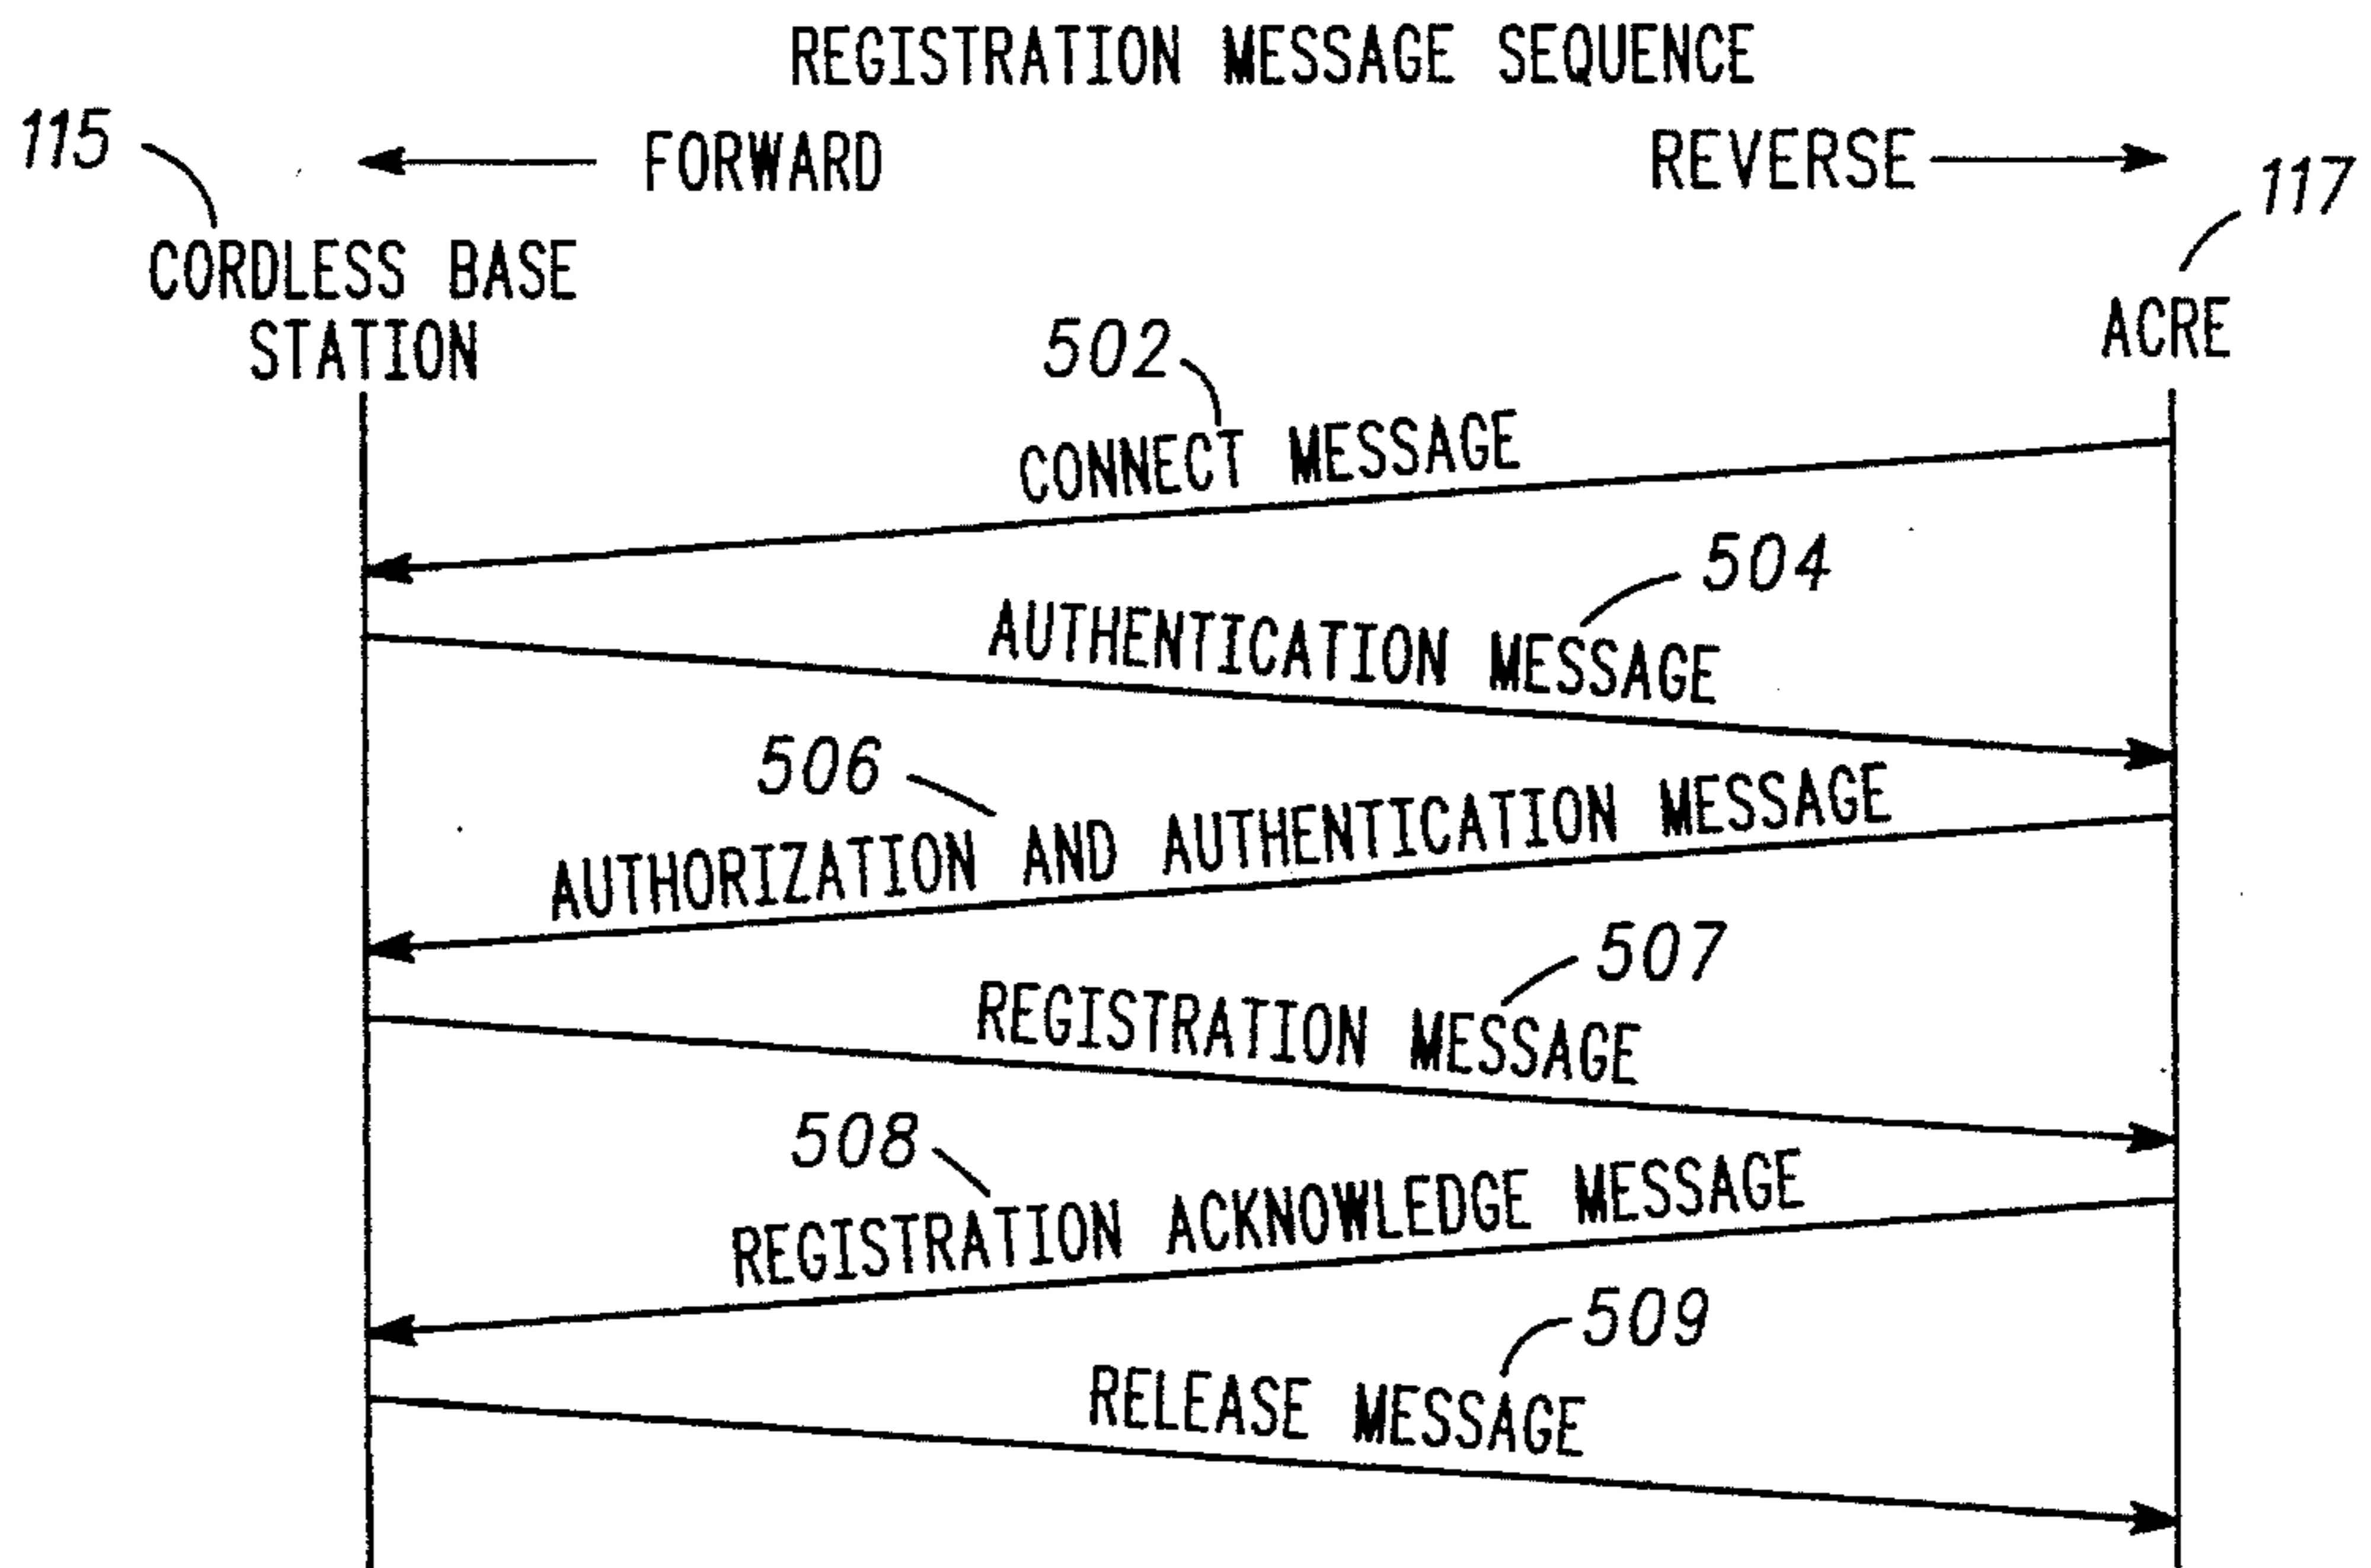 REGISTRATION MESSAGE SEQUENCE
115
FORWARD
REVERSE
117
CORDLESS BASE
STATION
ACRE
502
CONNECT MESSAGE
504
AUTHENTICATION MESSAGE
506
AUTHORIZATION AND AUTHENTICATION MESSAGE
507
REGISTRATION MESSAGE
508
REGISTRATION ACKNOWLEDGE MESSAGE
509
RELEASE MESSAGE